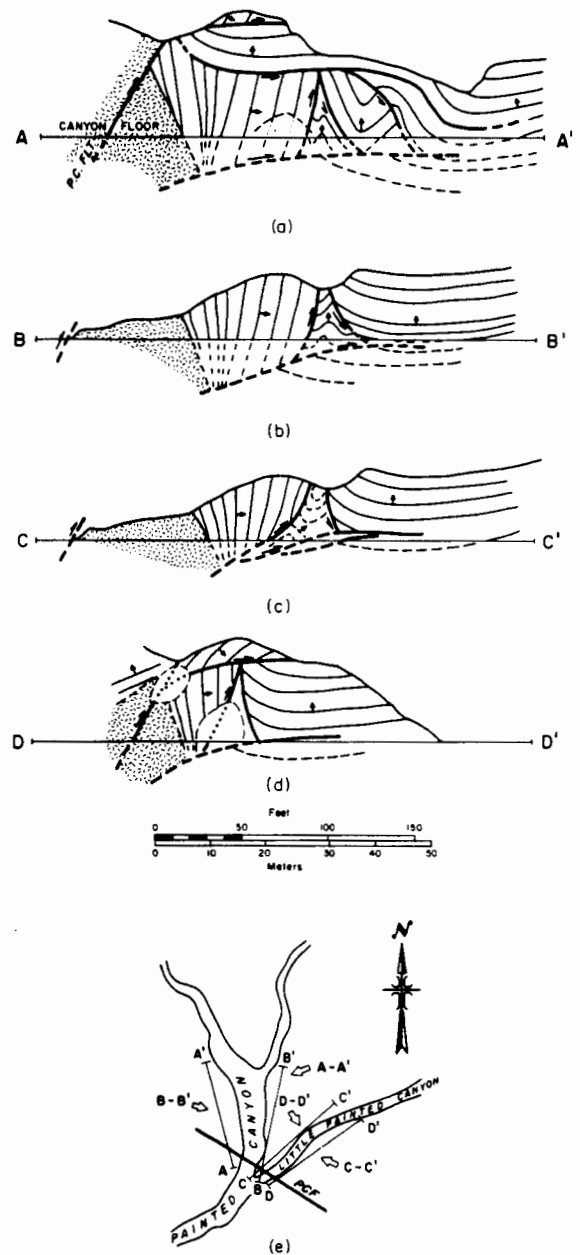 A
CANYON FLOOR
P.C. FLT.
A'
(a)
B
B'
(b)
C
C'
(c)
D
D'
(d)
Feet
0 50 100 150
0 10 20 30 40 50
Meters
N
A'
B'
A-A'
B-B'
D-D'
C'
D'
PAINTED CANYON
LITTLE PAINTED CANYON
A
C
B
D
C-C'
PCF
(e)